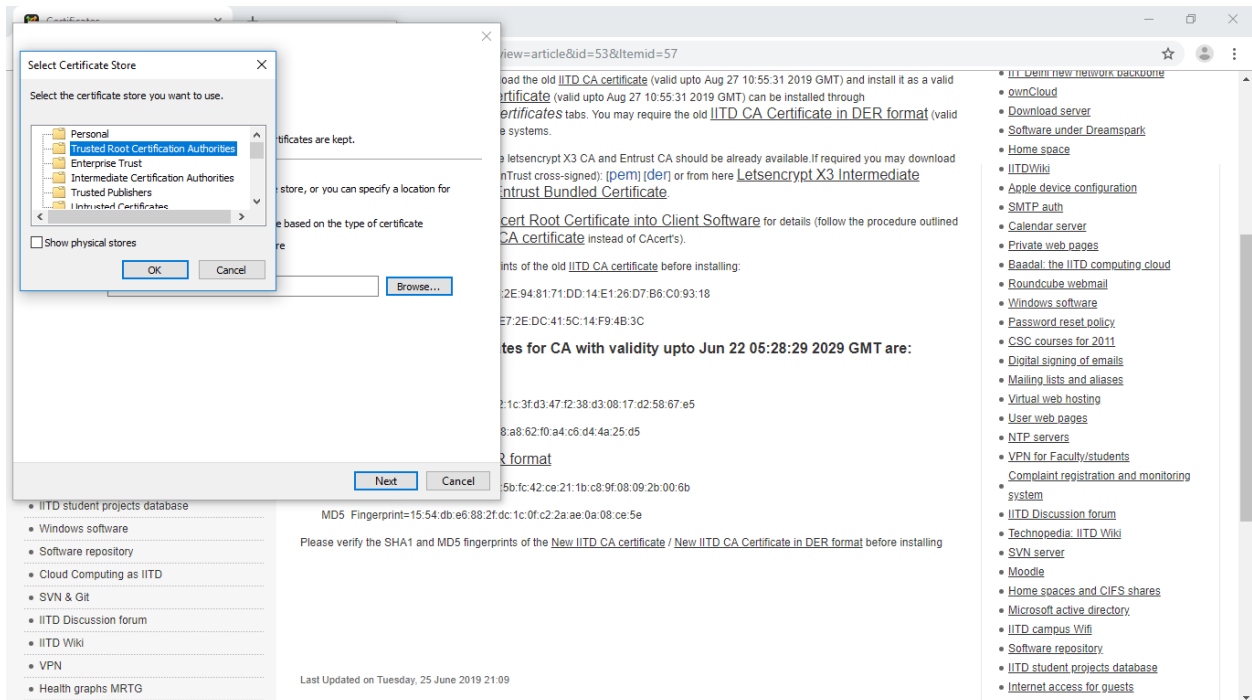 Certificates
view=article&id=53&Itemid=57
Select Certificate Store
Select the certificate store you want to use.
Personal
Trusted Root Certification Authorities
Enterprise Trust
Intermediate Certification Authorities
Trusted Publishers
Untrusted Certificates
Show physical stores
OK Cancel
rtificates are kept.
store, or you can specify a location for
e based on the type of certificate
re
Browse...
Next Cancel
oad the old IITD CA certificate (valid upto Aug 27 10:55:31 2019 GMT) and install it as a valid
ertificate (valid upto Aug 27 10:55:31 2019 GMT) can be installed through
ertificates tabs. You may require the old IITD CA Certificate in DER format (valid
e systems.
e letsencrypt X3 CA and Entrust CA should be already available.If required you may download
nTrust cross-signed): [pem] [der] or from here Letsencrypt X3 Intermediate
Entrust Bundled Certificate.
cert Root Certificate into Client Software for details (follow the procedure outlined
CA certificate instead of CAcert's).
ints of the old IITD CA certificate before installing:
:2E:94:81:71:DD:14:E1:26:D7:B6:C0:93:18
E7:2E:DC:41:5C:14:F9:4B:3C
tes for CA with validity upto Jun 22 05:28:29 2029 GMT are:
:1c:3f:d3:47:f2:38:d3:08:17:d2:58:67:e5
:a8:62:f0:a4:c6:d4:4a:25:d5
R format
:5b:fc:42:ce:21:1b:c8:9f:08:09:2b:00:6b
MD5 Fingerprint=15:54:db:e6:88:2f:dc:1c:0f:c2:2a:ae:0a:08:ce:5e
Please verify the SHA1 and MD5 fingerprints of the New IITD CA certificate / New IITD CA Certificate in DER format before installing
Last Updated on Tuesday, 25 June 2019 21:09
IITD student projects database
Windows software
Software repository
Cloud Computing as IITD
SVN & Git
IITD Discussion forum
IITD Wiki
VPN
Health graphs MRTG
IIT Delhi new network backbone
ownCloud
Download server
Software under Dreamspark
Home space
IITDWiki
Apple device configuration
SMTP auth
Calendar server
Private web pages
Baadal: the IITD computing cloud
Roundcube webmail
Windows software
Password reset policy
CSC courses for 2011
Digital signing of emails
Mailing lists and aliases
Virtual web hosting
User web pages
NTP servers
VPN for Faculty/students
Complaint registration and monitoring
system
IITD Discussion forum
Technopedia: IITD Wiki
SVN server
Moodle
Home spaces and CIFS shares
Microsoft active directory
IITD campus Wifi
Software repository
IITD student projects database
Internet access for guests